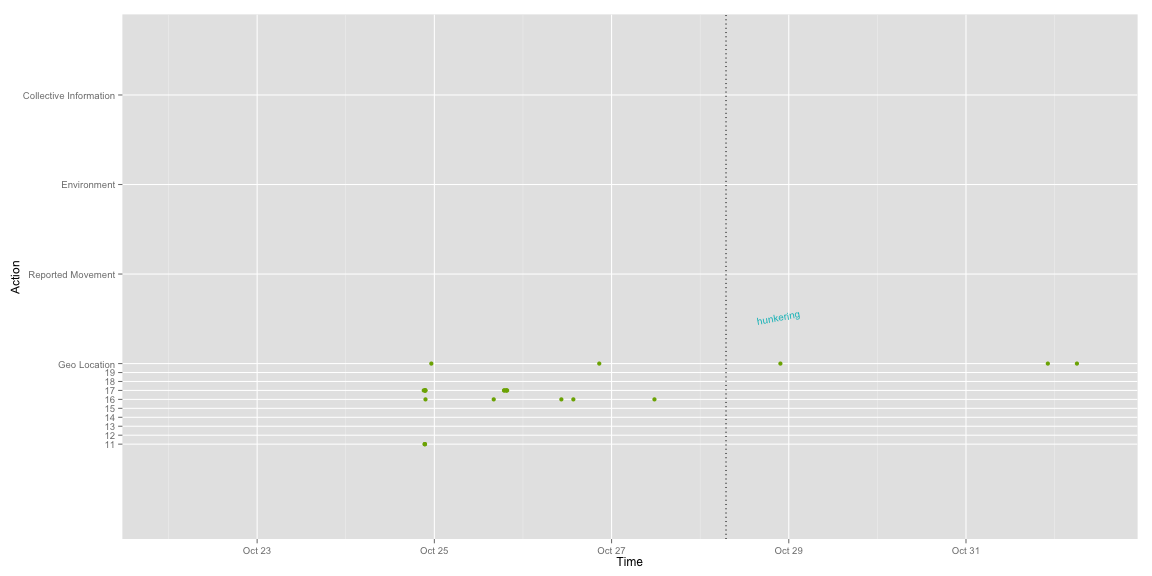 Collective Information
Environment
Action
Reported Movement
hunkering
Geo Location
19
18
17
16
15
14
13
12
11
Oct 23 Oct 25 Oct 27 Oct 29 Oct 31
Time